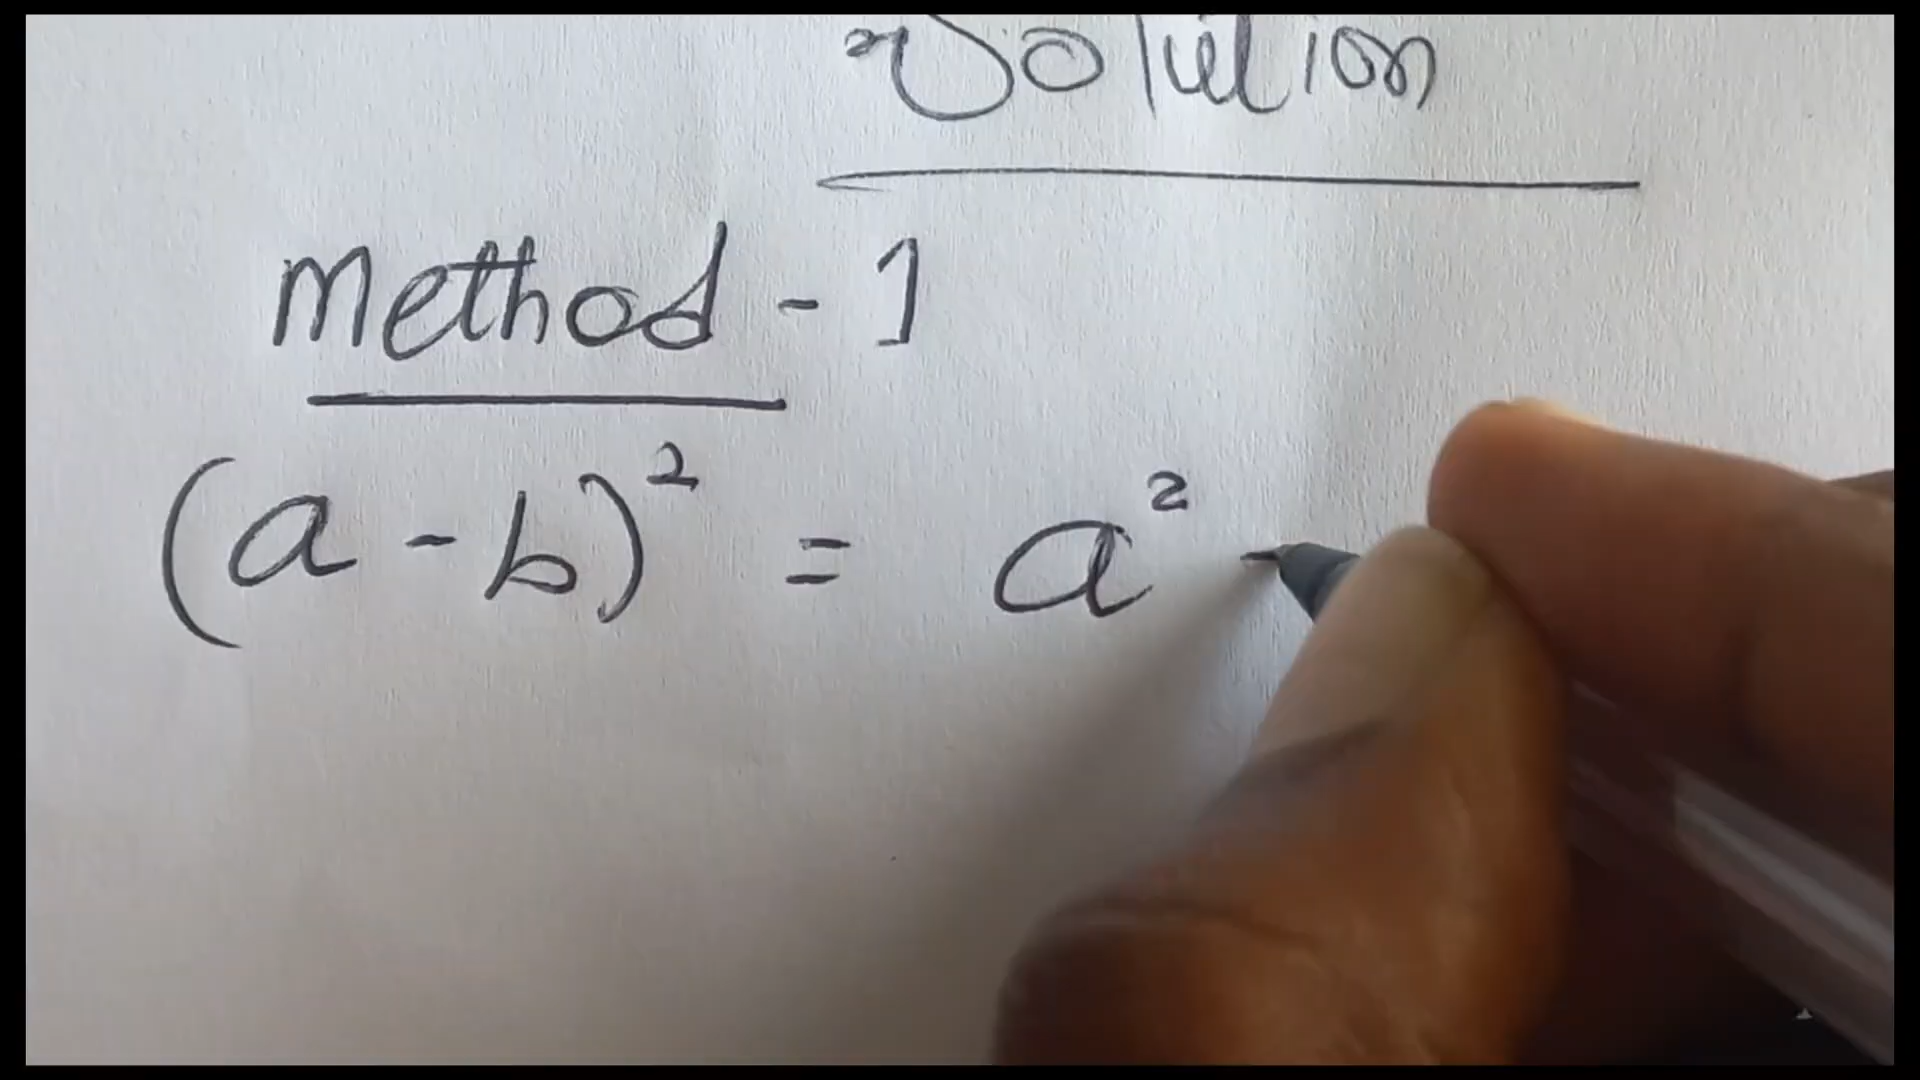 Solution
Method - 1
(a - b)² = a² -